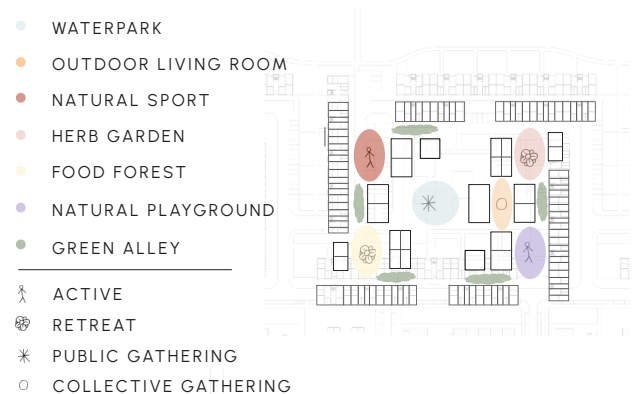 WATERPARK
OUTDOOR LIVING ROOM
NATURAL SPORT
HERB GARDEN
FOOD FOREST
NATURAL PLAYGROUND
GREEN ALLEY
ACTIVE
RETREAT
PUBLIC GATHERING
COLLECTIVE GATHERING